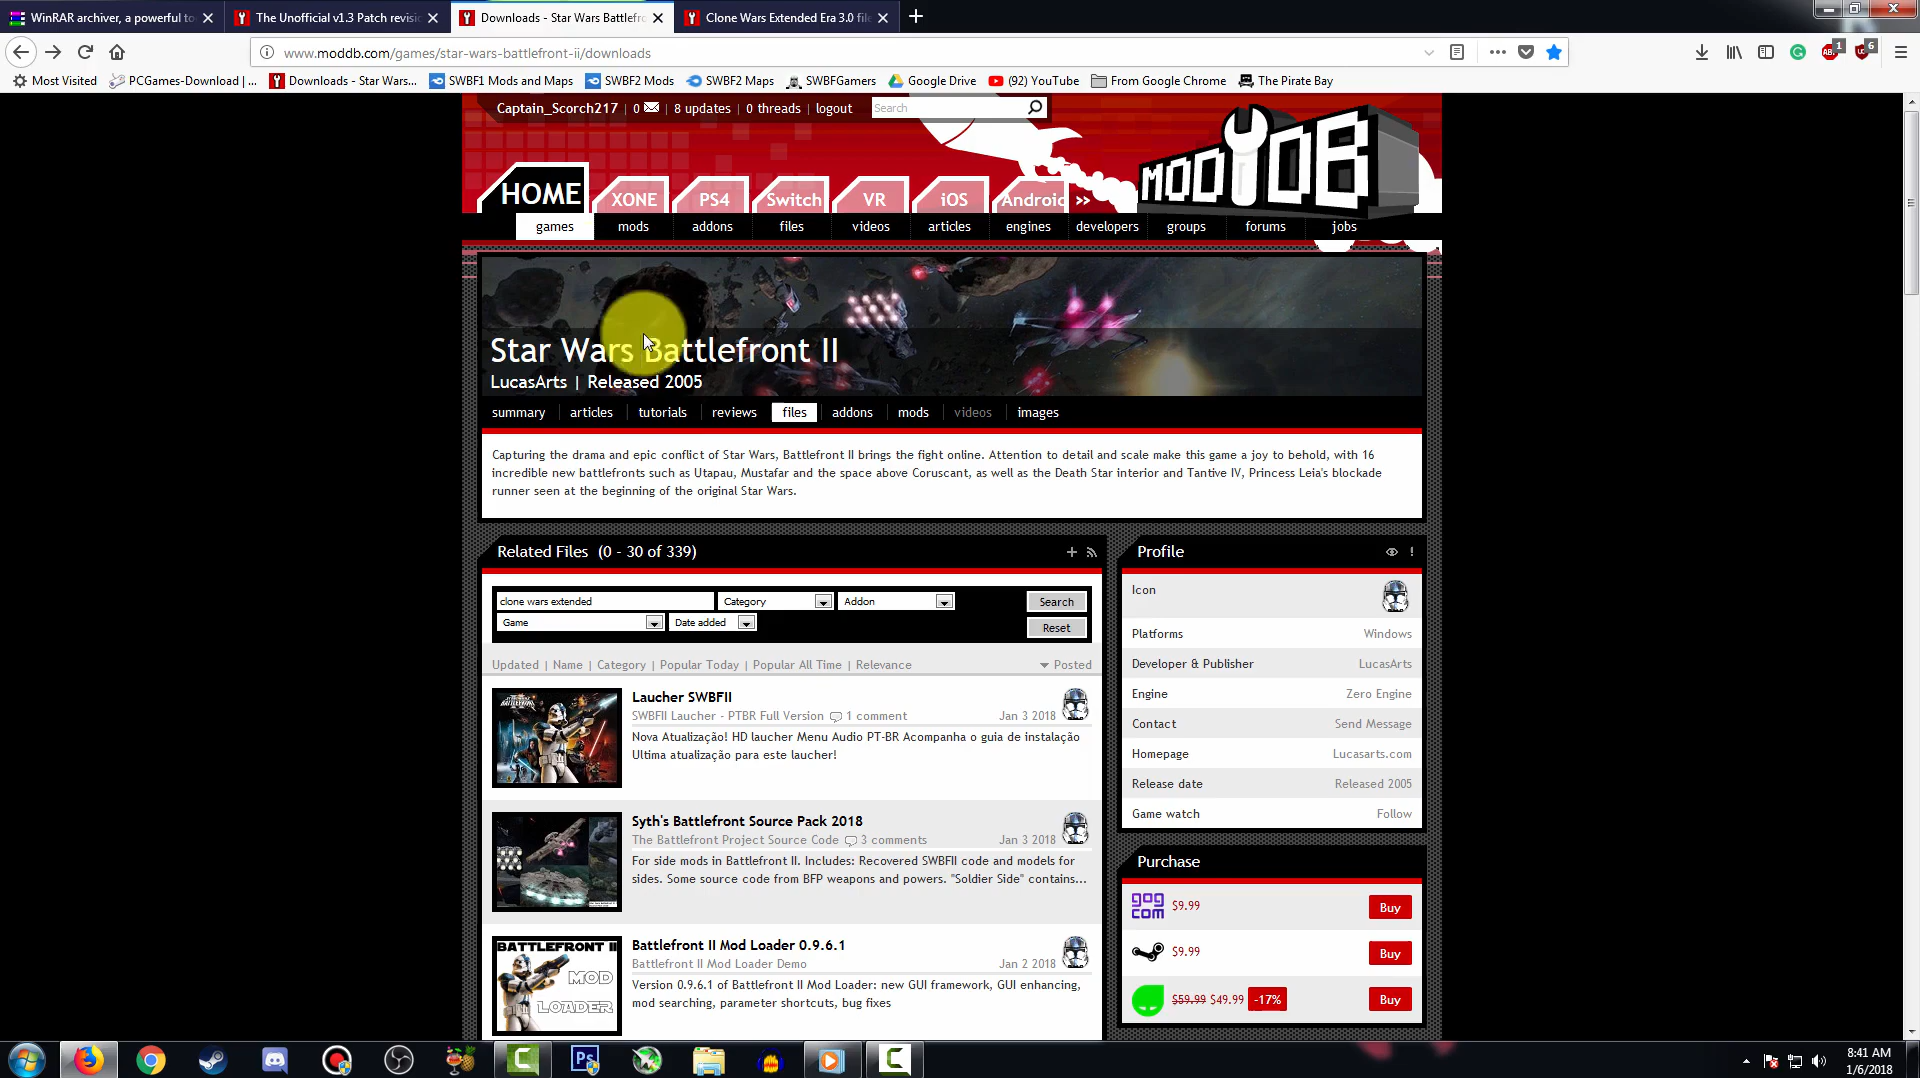 WinRAR archiver, a powerful to
The Unofficial v1.3 Patch revisi
Downloads - Star Wars Battlefr
Clone Wars Extended Era 3.0 fil
www.moddb.com/games/star-wars-battlefront-ii/downloads
1
6
Most Visited
PCGames-Download | ...
Downloads - Star Wars...
SWBF1 Mods and Maps
SWBF2 Mods
SWBF2 Maps
SWBFGamers
Google Drive
(92) YouTube
From Google Chrome
The Pirate Bay
Captain_Scorch217 | 0 | 8 updates | 0 threads | logout
Search
MODDB
HOME XONE PS4 Switch VR iOS Android >>
games mods addons files videos articles engines developers groups forums jobs
Star Wars Battlefront II
LucasArts | Released 2005
summary articles tutorials reviews files addons mods videos images
Capturing the drama and epic conflict of Star Wars, Battlefront II brings the fight online. Attention to detail and scale make this game a joy to behold, with 16
incredible new battlefronts such as Utapau, Mustafar and the space above Coruscant, as well as the Death Star interior and Tantive IV, Princess Leia's blockade
runner seen at the beginning of the original Star Wars.
Related Files (0 - 30 of 339)
clone wars extended Category Addon Search
Game Date added Reset
Updated | Name | Category | Popular Today | Popular All Time | Relevance Posted
Laucher SWBFII
SWBFII Laucher - PTBR Full Version 1 comment Jan 3 2018
Nova Atualização! HD laucher Menu Audio PT-BR Acompanha o guia de instalação
Ultima atualização para este laucher!
Syth's Battlefront Source Pack 2018
The Battlefront Project Source Code 3 comments Jan 3 2018
For side mods in Battlefront II. Includes: Recovered SWBFII code and models for
sides. Some source code from BFP weapons and powers. "Soldier Side" contains...
BATTLEFRONT II
MOD
LOADER
Battlefront II Mod Loader 0.9.6.1
Battlefront II Mod Loader Demo Jan 2 2018
Version 0.9.6.1 of Battlefront II Mod Loader: new GUI framework, GUI enhancing,
mod searching, parameter shortcuts, bug fixes
Profile
Icon
Platforms Windows
Developer & Publisher LucasArts
Engine Zero Engine
Contact Send Message
Homepage Lucasarts.com
Release date Released 2005
Game watch Follow
Purchase
gog com $9.99 Buy
$9.99 Buy
$59.99 $49.99 -17% Buy
Ps
8:41 AM
1/6/2018